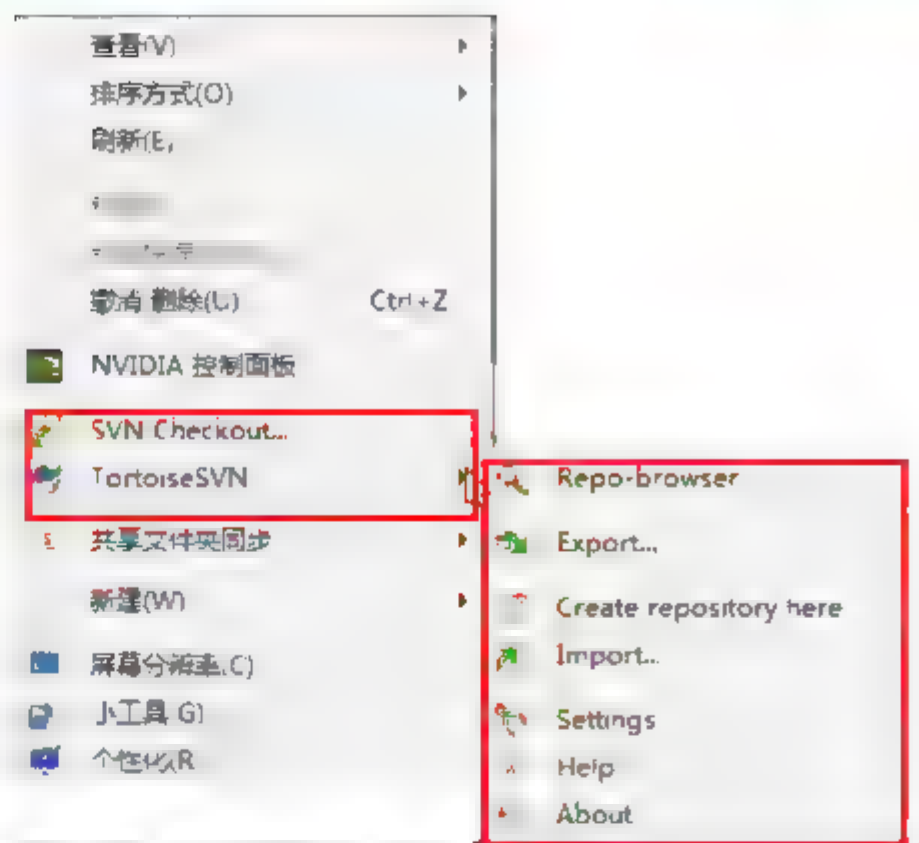 查看(V)
排序方式(O)
刷新(E)
撤消 删除(U) Ctrl+Z
NVIDIA 控制面板
SVN Checkout...
TortoiseSVN
共享文件夹同步
新建(W)
屏幕分辨率(C)
小工具(G)
个性化(R)
Repo-browser
Export...
Create repository here
Import...
Settings
Help
About